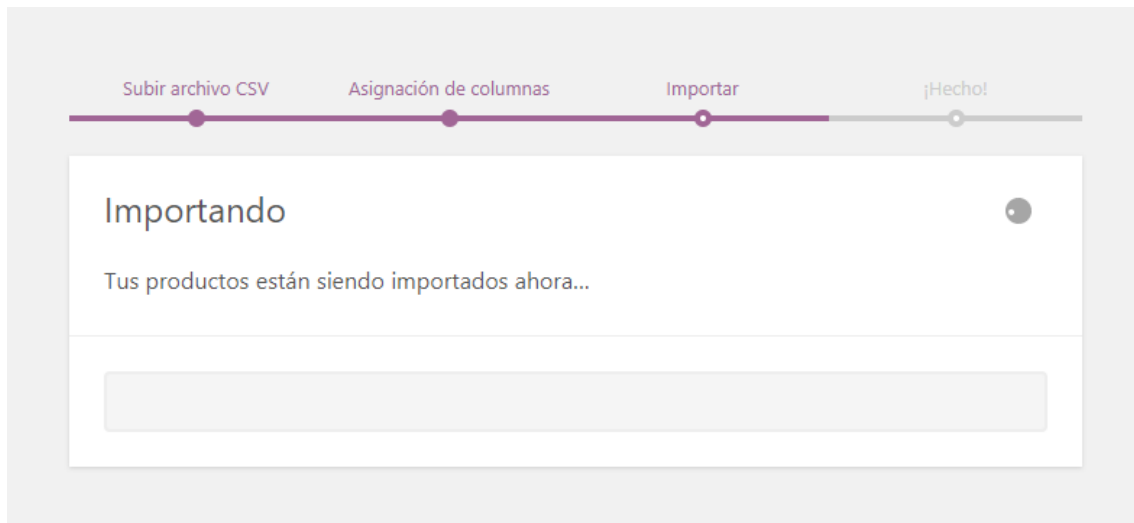 Subir archivo CSV
Asignación de columnas
Importar
¡Hecho!
Importando
Tus productos están siendo importados ahora...